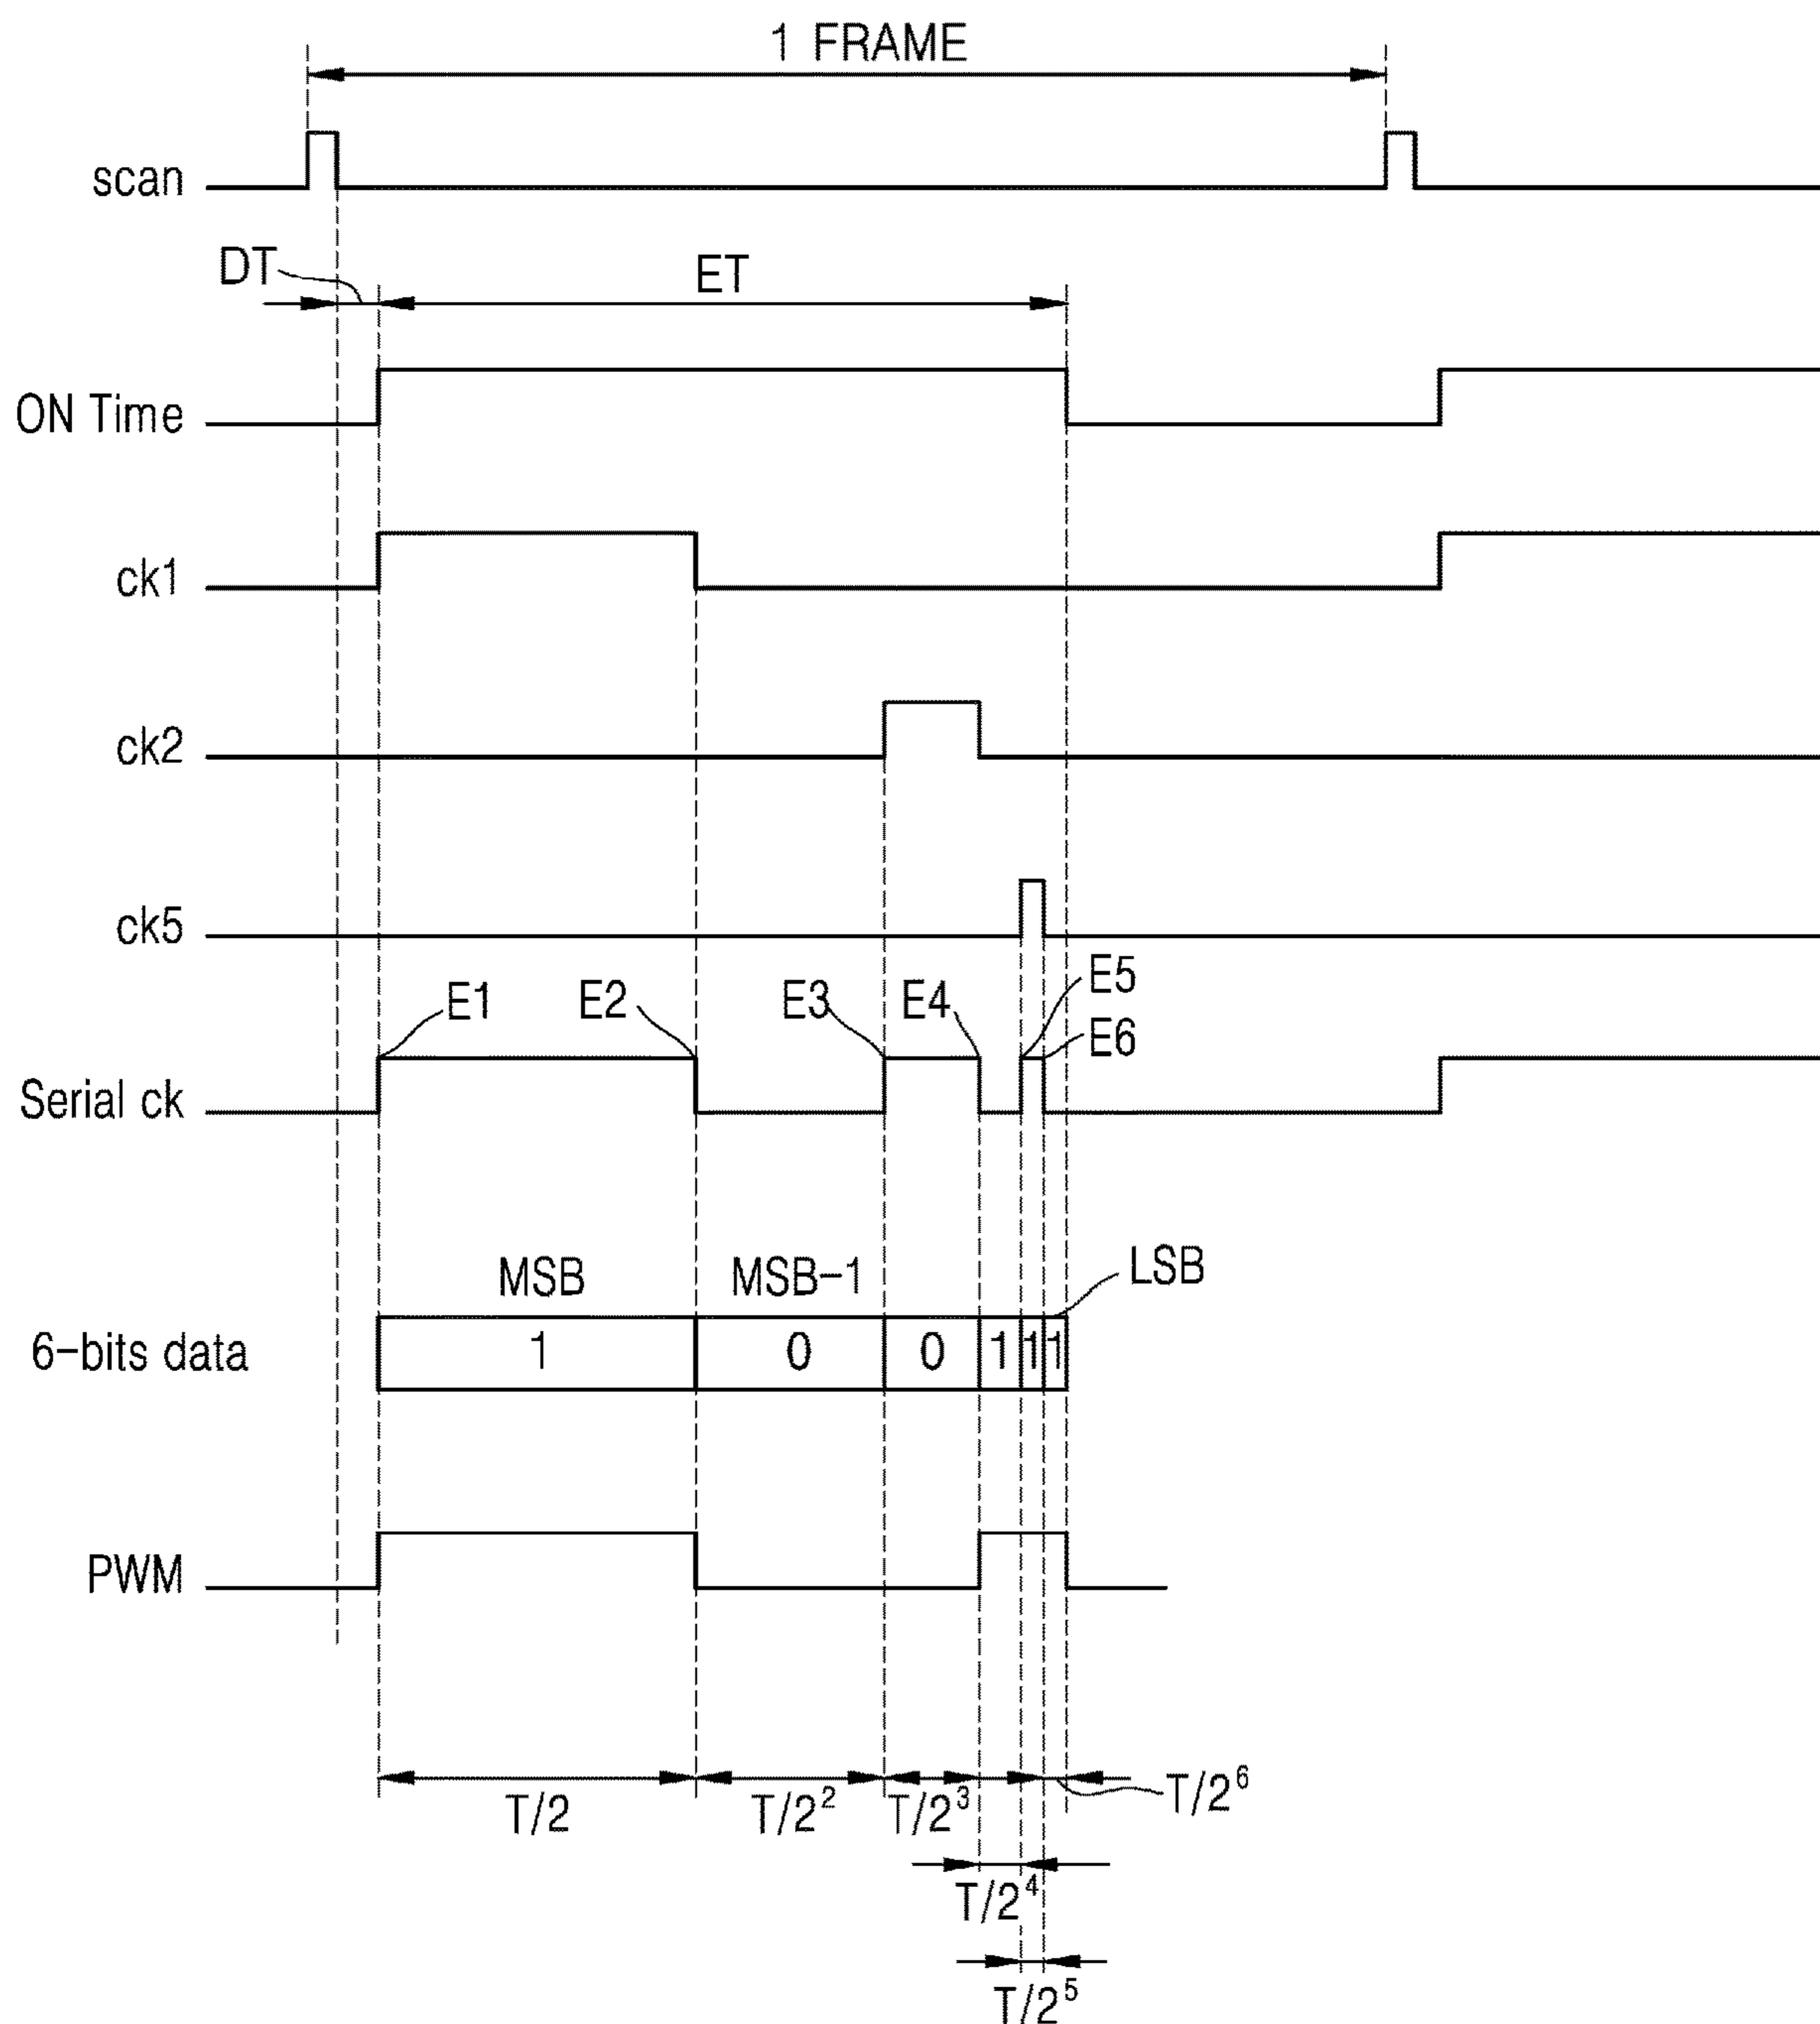 1 FRAME
scan
DT
ET
ON Time
ck1
ck2
ck5
E1
E2
E3
E4
E5
E6
Serial ck
MSB
MSB-1
LSB
6-bits data
1 0 0 1 1 1
PWM
T/2
T/2²
T/2³
T/2⁶
T/2⁴
T/2⁵